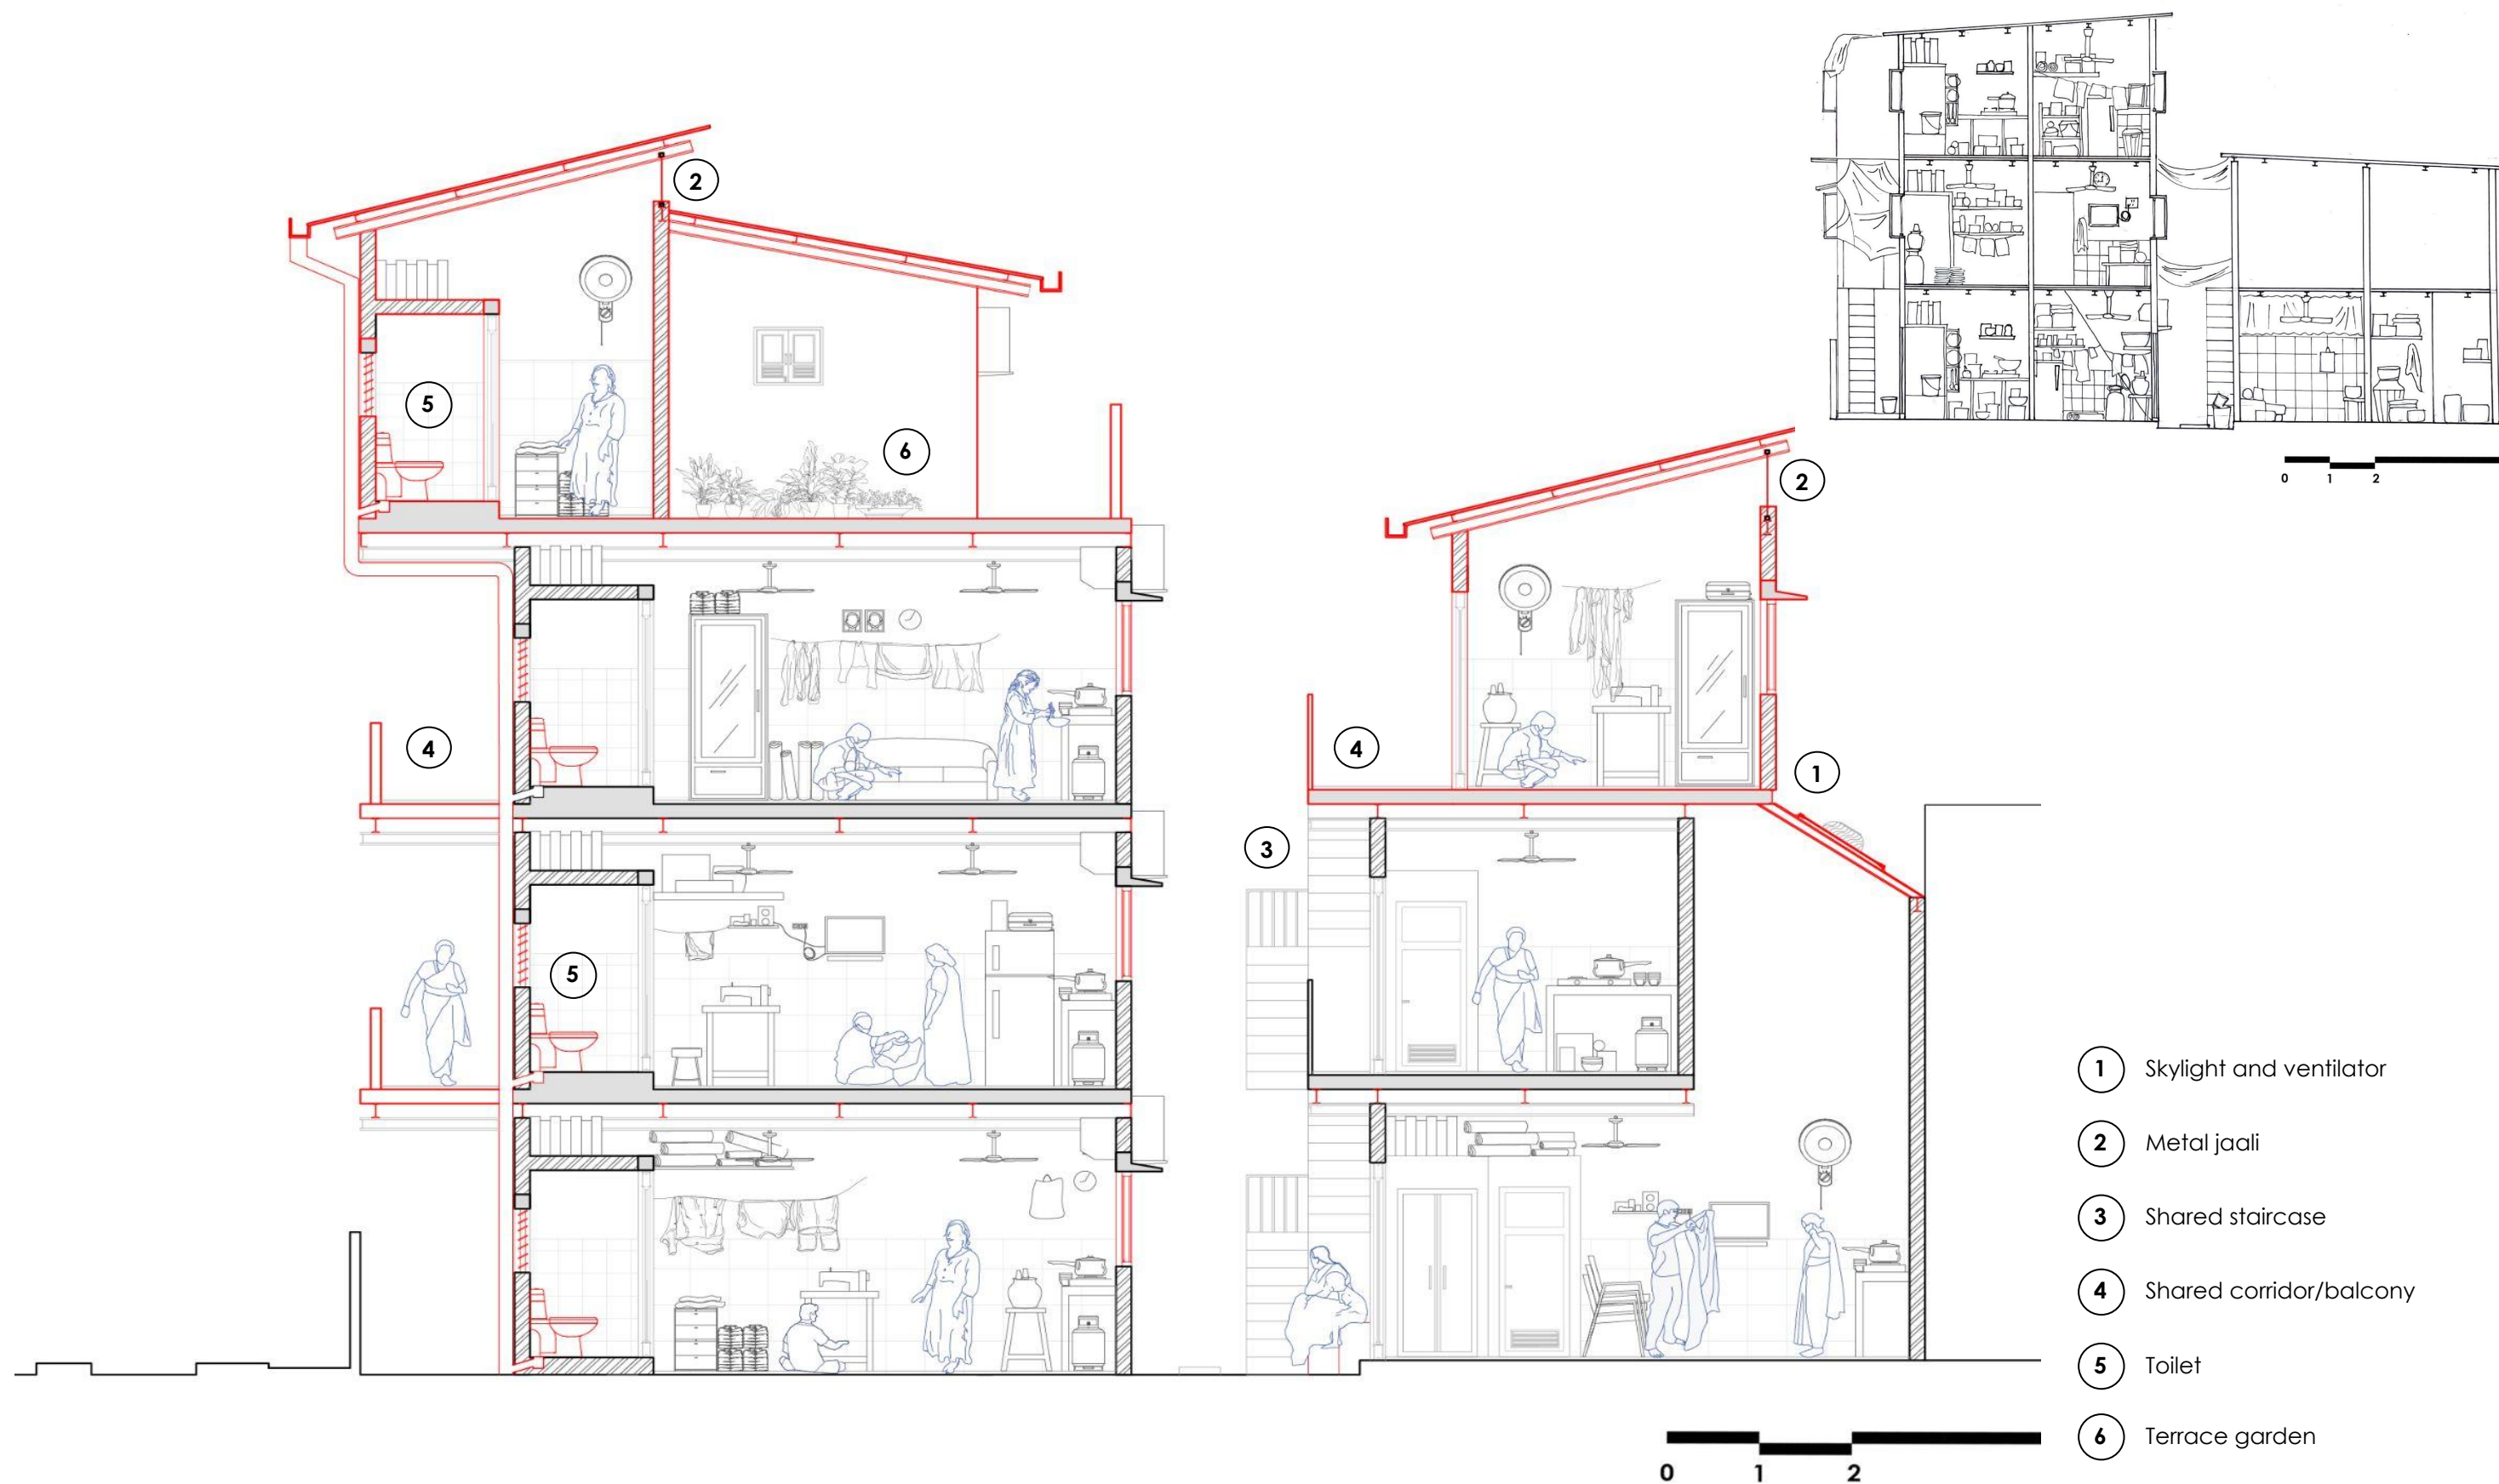 2
5
6
4
5
0 1 2
2
4
1
3
1 Skylight and ventilator
2 Metal jaali
3 Shared staircase
4 Shared corridor/balcony
5 Toilet
6 Terrace garden
0 1 2